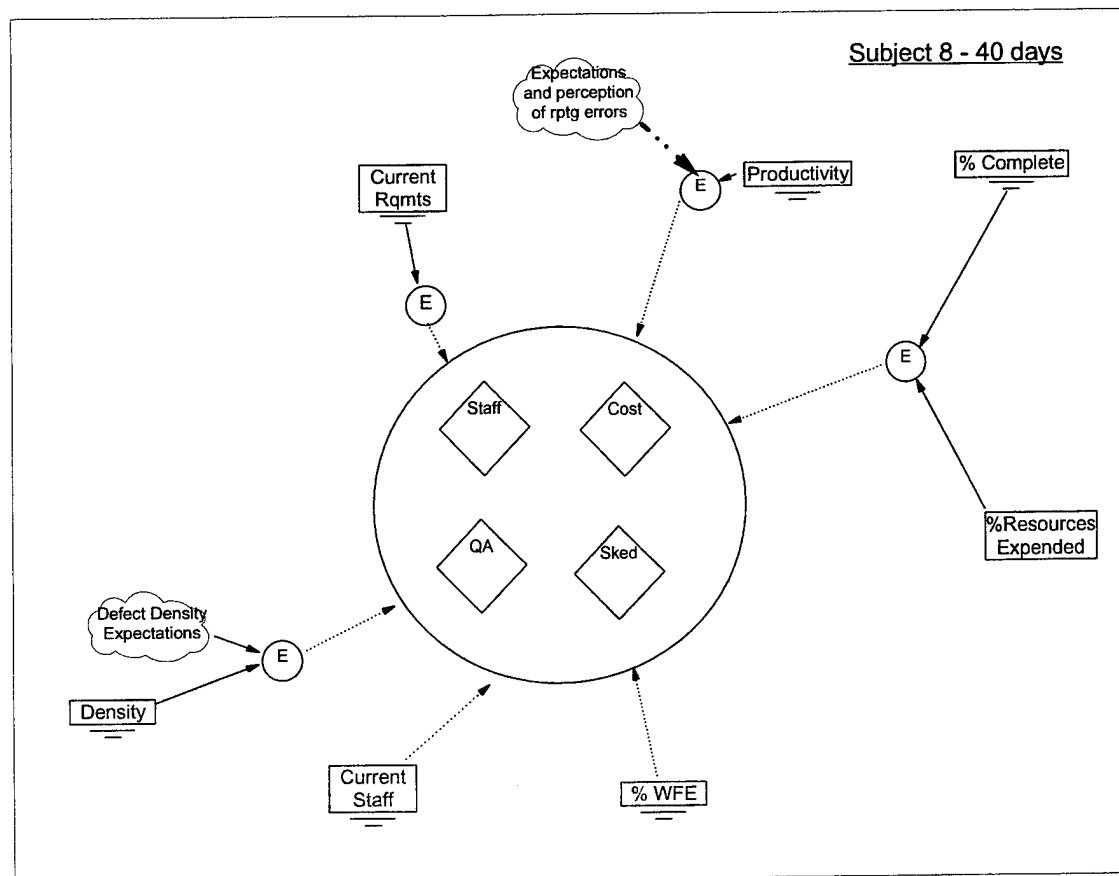 Subject 8 - 40 days
Expectations
and perception
of rptg errors
Current
Rqmts
E
Productivity
% Complete
E
E
Staff
Cost
QA
Sked
%Resources
Expended
Defect Density
Expectations
E
Density
Current
Staff
% WFE